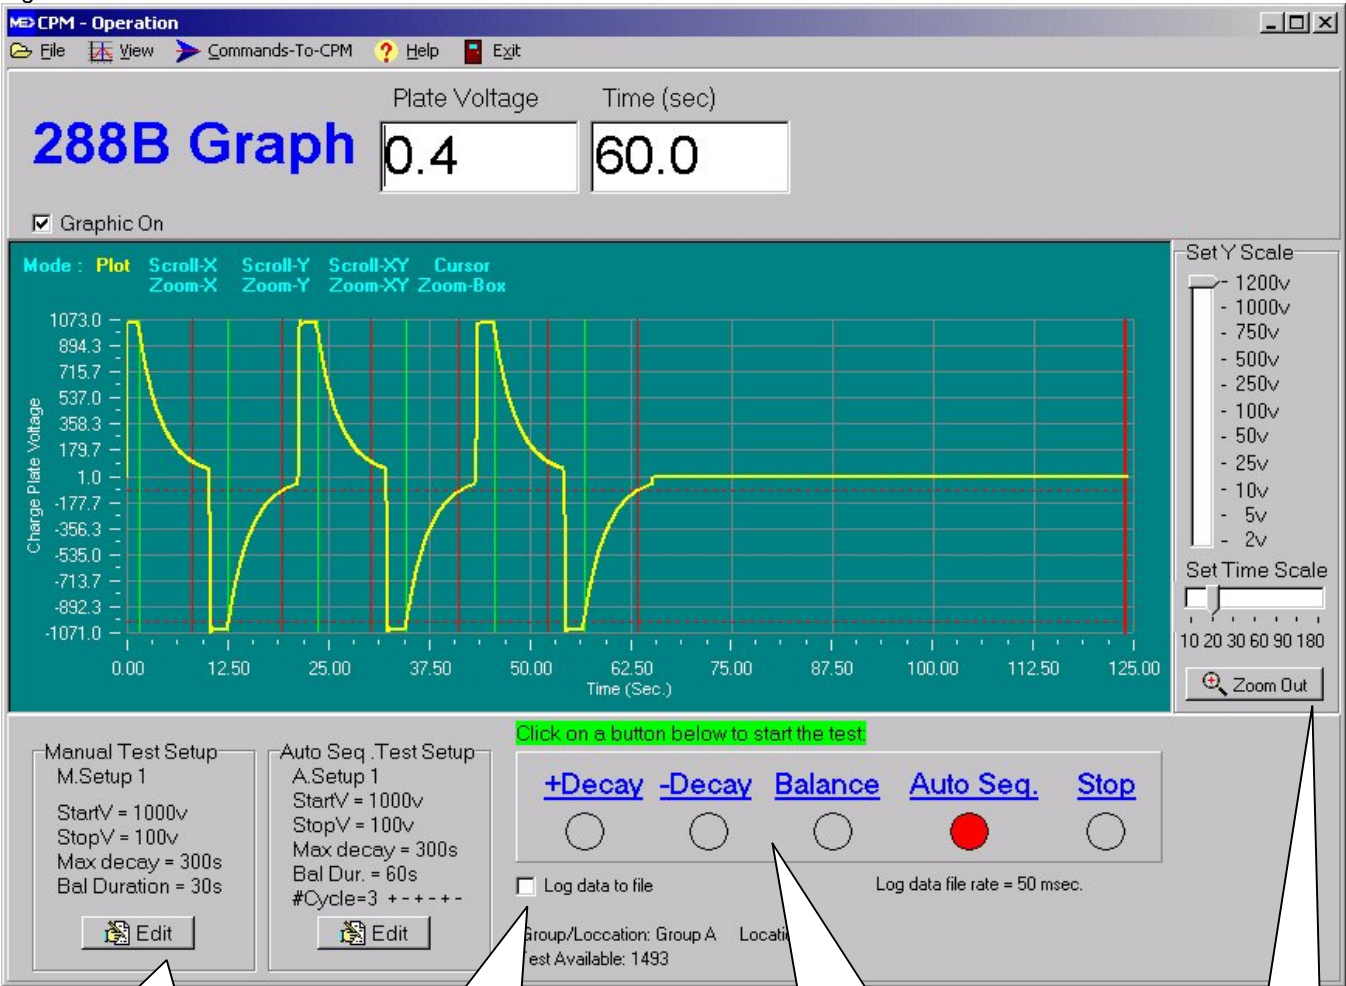 CPM - Operation
File View Commands-To-CPM Help Exit
Plate Voltage Time (sec)
288B Graph 0.4 60.0
Graphic On
Mode : Plot Scroll-X Scroll-Y Scroll-XY Cursor
Zoom-X Zoom-Y Zoom-XY Zoom-Box
Charge Plate Voltage
1073.0
894.3
715.7
537.0
358.3
179.7
1.0
-177.7
-356.3
-535.0
-713.7
-892.3
-1071.0
0.00 12.50 25.00 37.50 50.00 62.50 75.00 87.50 100.00 112.50 125.00
Time (Sec.)
Set Y Scale
1200v
1000v
750v
500v
250v
100v
50v
25v
10v
5v
2v
Set Time Scale
10 20 30 60 90 180
Zoom Out
Manual Test Setup
M.Setup 1
StartV = 1000v
StopV = 100v
Max decay = 300s
Bal Duration = 30s
Edit
Auto Seq .Test Setup
A.Setup 1
StartV = 1000v
StopV = 100v
Max decay = 300s
Bal Dur. = 60s
#Cycle=3 + - + - + -
Edit
Click on a button below to start the test:
+Decay -Decay Balance Auto Seq. Stop
Log data to file Log data file rate = 50 msec.
Group/Loccation: Group A
Test Available: 1493